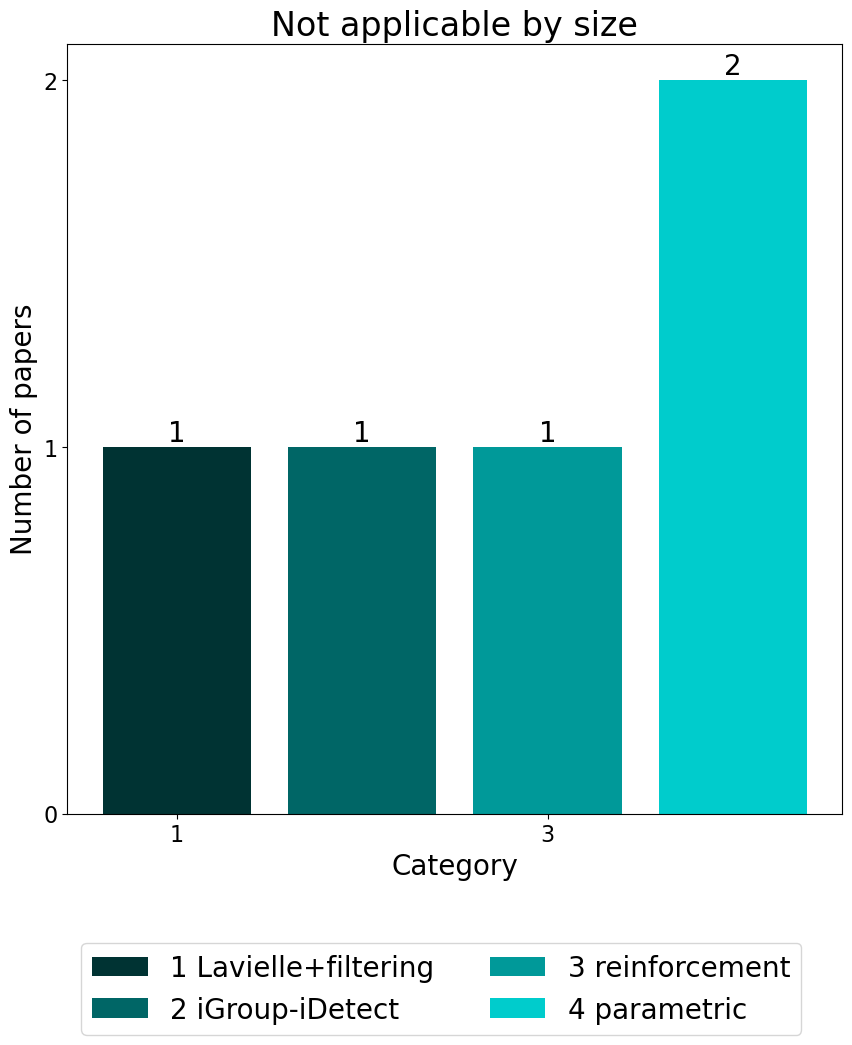 Not applicable by size
2
2
1
1
1
1
0
1
3
Number of papers
Category
1 Lavielle+filtering
2 iGroup-iDetect
3 reinforcement
4 parametric